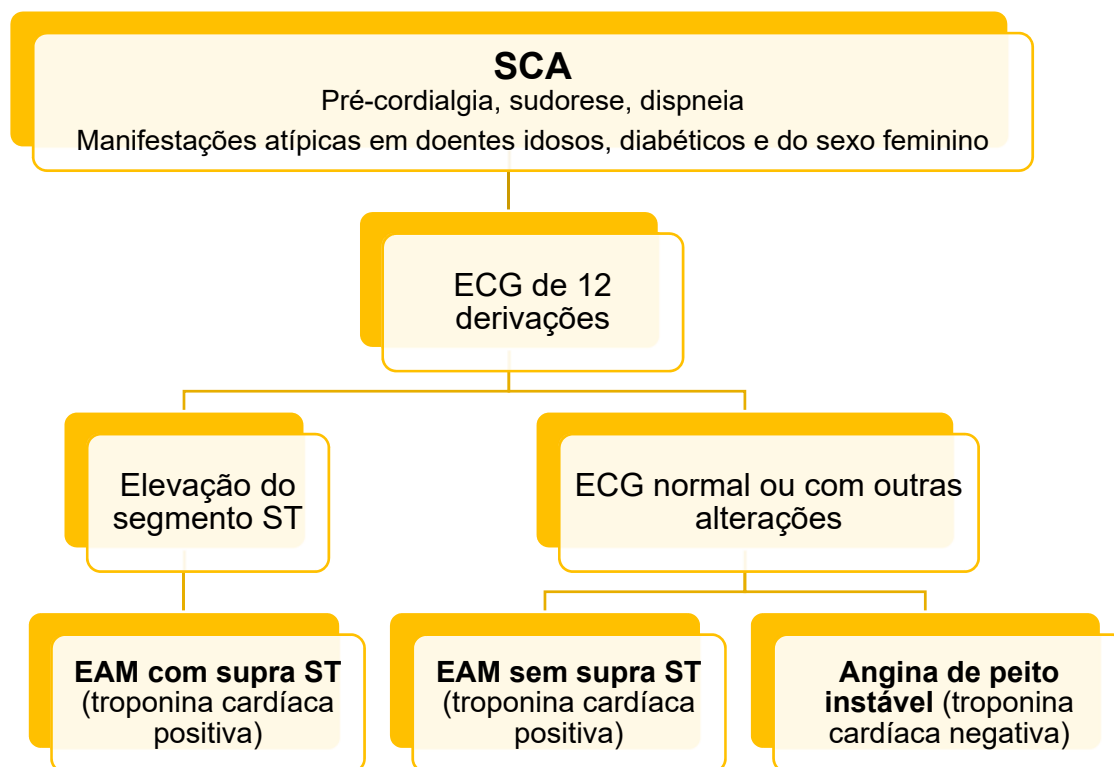 SCA
Pré-cordialgia, sudorese, dispneia
Manifestações atípicas em doentes idosos, diabéticos e do sexo feminino
ECG de 12
derivações
Elevação do
segmento ST
ECG normal ou com outras
alterações
EAM com supra ST
(troponina cardíaca
positiva)
EAM sem supra ST
(troponina cardíaca
positiva)
Angina de peito
instável (troponina
cardíaca negativa)